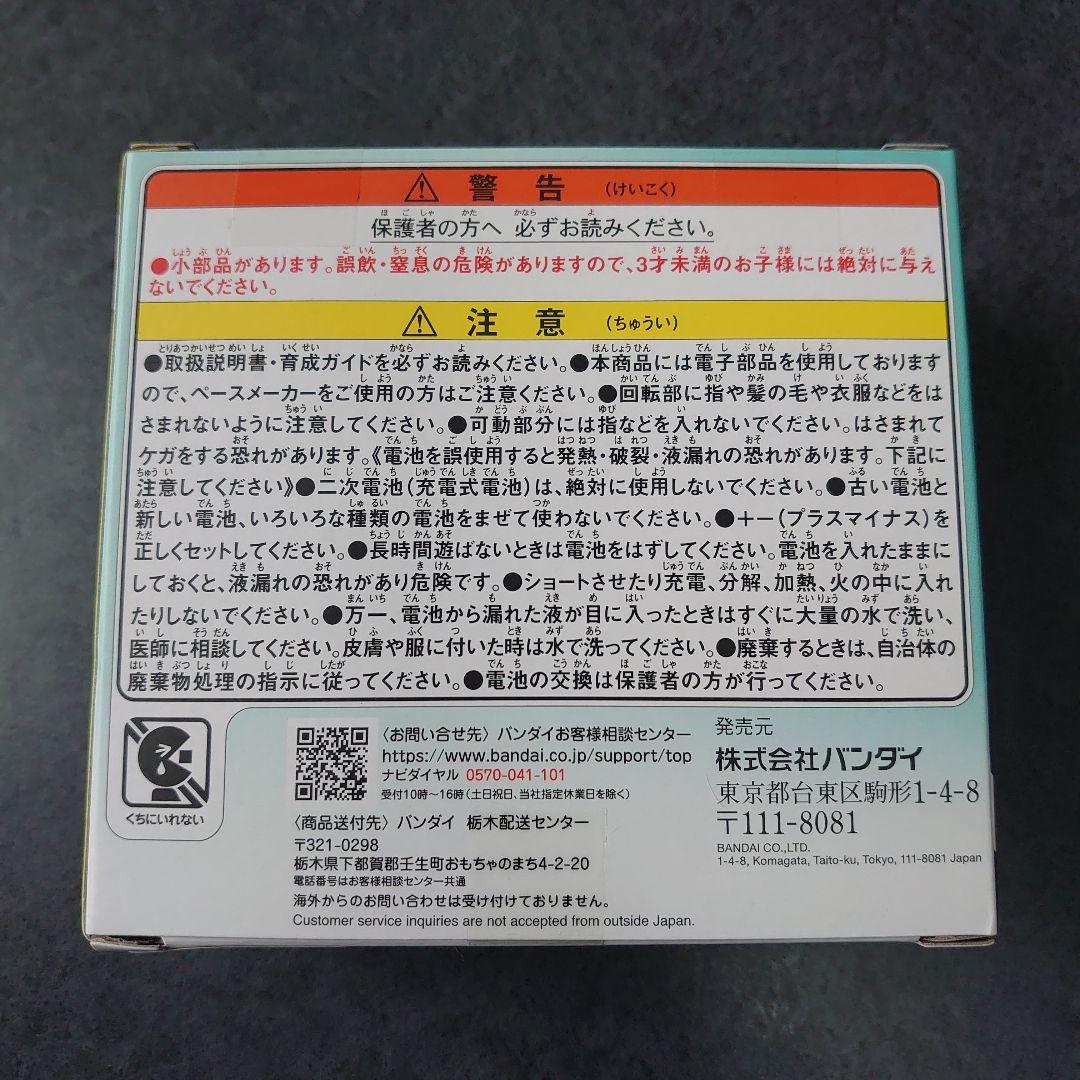 ⚠ 警告 (けいこく)
保護者の方へ 必ずお読みください。
●小部品があります。誤飲・窒息の危険がありますので、3才未満のお子様には絶対に与え
ないでください。
⚠ 注意 (ちゅうい)
●取扱説明書・育成ガイドを必ずお読みください。●本商品には電子部品を使用しております
ので、ペースメーカーをご使用の方はご注意ください。●回転部に指や髪の毛や衣服などをは
さまれないように注意してください。●可動部分には指などを入れないでください。はさまれて
ケガをする恐れがあります。《電池を誤使用すると発熱・破裂・液漏れの恐れがあります。下記に
注意してください》●二次電池(充電式電池)は、絶対に使用しないでください。●古い電池と
新しい電池、いろいろな種類の電池をまぜて使わないでください。●+-(プラスマイナス)を
正しくセットしてください。●長時間遊ばないときは電池をはずしてください。電池を入れたままに
しておくと、液漏れの恐れがあり危険です。●ショートさせたり充電、分解、加熱、火の中に入れ
たりしないでください。●万一、電池から漏れた液が目に入ったときはすぐに大量の水で洗い、
医師に相談してください。皮膚や服に付いた時は水で洗ってください。●廃棄するときは、自治体の
廃棄物処理の指示に従ってください。●電池の交換は保護者の方が行ってください。
くちにいれない
〈お問い合せ先〉バンダイお客様相談センター
https://www.bandai.co.jp/support/top
ナビダイヤル 0570-041-101
受付10時〜16時(土日祝日、当社指定休業日を除く)
〈商品送付先〉バンダイ 栃木配送センター
〒321-0298
栃木県下都賀郡壬生町おもちゃのまち4-2-20
電話番号はお客様相談センター共通
海外からのお問い合わせは受け付けておりません。
Customer service inquiries are not accepted from outside Japan.
発売元
株式会社バンダイ
東京都台東区駒形1-4-8
〒111-8081
BANDAI CO.,LTD.
1-4-8, Komagata, Taito-ku, Tokyo, 111-8081 Japan